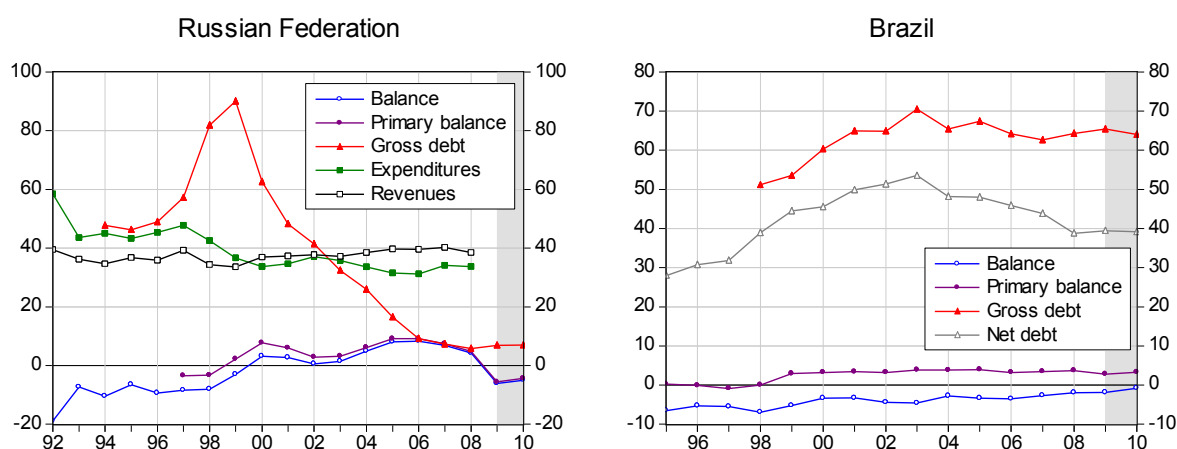 Russian Federation
100
80
60
40
20
0
-20
100
80
60
40
20
0
-20
Balance
Primary balance
Gross debt
Expenditures
Revenues
92 94 96 98 00 02 04 06 08 10
Brazil
80
70
60
50
40
30
20
10
0
-10
80
70
60
50
40
30
20
10
0
-10
Balance
Primary balance
Gross debt
Net debt
96 98 00 02 04 06 08 10